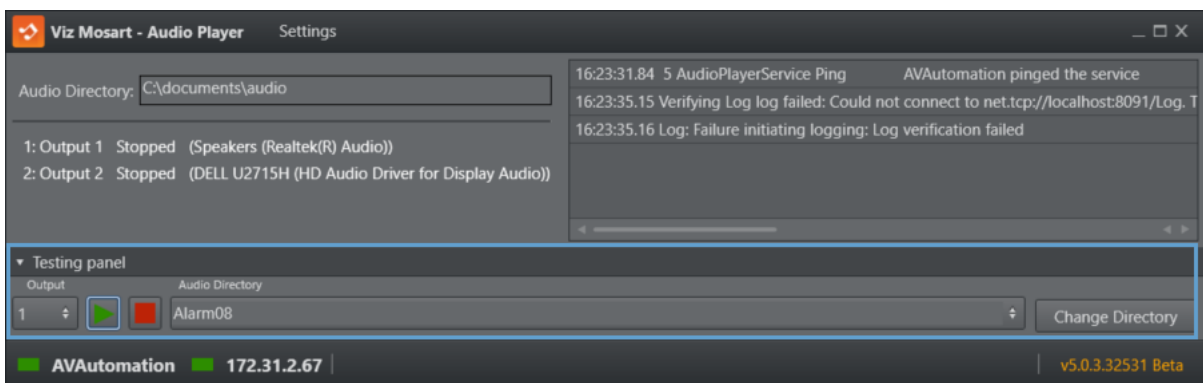 Viz Mosart - Audio Player Settings
Audio Directory: C:\documents\audio
1: Output 1 Stopped (Speakers (Realtek(R) Audio))
2: Output 2 Stopped (DELL U2715H (HD Audio Driver for Display Audio))
16:23:31.84 5 AudioPlayerService Ping AVAutomation pinged the service
16:23:35.15 Verifying Log log failed: Could not connect to net.tcp://localhost:8091/Log. T
16:23:35.16 Log: Failure initiating logging: Log verification failed
Testing panel
Output Audio Directory
1 Alarm08 Change Directory
AVAutomation 172.31.2.67 v5.0.3.32531 Beta